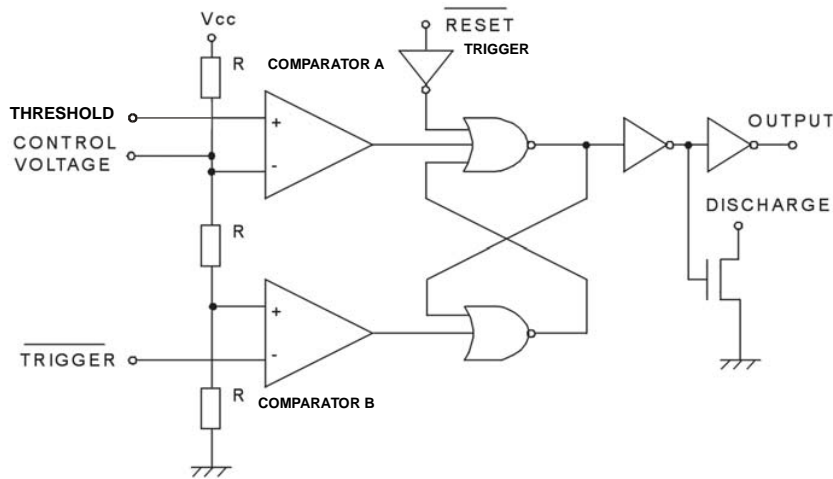 Vcc
RESET
TRIGGER
R
COMPARATOR A
THRESHOLD
+
OUTPUT
CONTROL
VOLTAGE
-
DISCHARGE
R
+
TRIGGER
-
R
COMPARATOR B